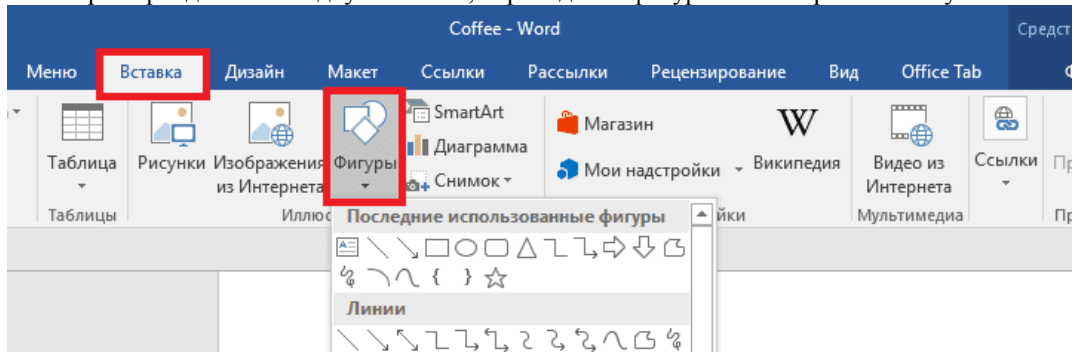 Coffee - Word
Средст
Меню Вставка Дизайн Макет Ссылки Рассылки Рецензирование Вид Office Tab
SmartArt
Магазин W
Диаграмма
Таблица Рисунки Изображения Фигуры Мои надстройки Википедия Видео из Ссылки
из Интернета Снимок Интернета
Таблицы Последние использованные фигуры Мультимедиа
Линии